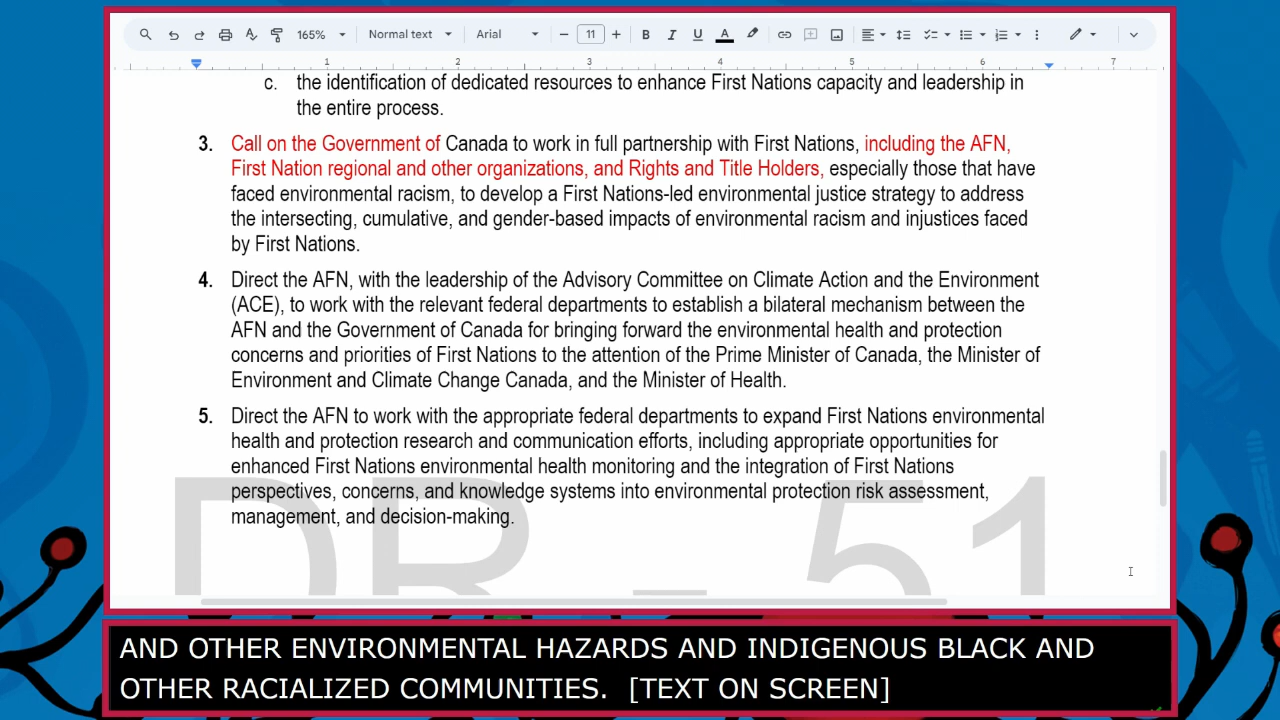 165%
Normal text
Arial
11
B I U A
1 2 3 4 5 6 7
c. the identification of dedicated resources to enhance First Nations capacity and leadership in
the entire process.
3. Call on the Government of Canada to work in full partnership with First Nations, including the AFN,
First Nation regional and other organizations, and Rights and Title Holders, especially those that have
faced environmental racism, to develop a First Nations-led environmental justice strategy to address
the intersecting, cumulative, and gender-based impacts of environmental racism and injustices faced
by First Nations.
4. Direct the AFN, with the leadership of the Advisory Committee on Climate Action and the Environment
(ACE), to work with the relevant federal departments to establish a bilateral mechanism between the
AFN and the Government of Canada for bringing forward the environmental health and protection
concerns and priorities of First Nations to the attention of the Prime Minister of Canada, the Minister of
Environment and Climate Change Canada, and the Minister of Health.
5. Direct the AFN to work with the appropriate federal departments to expand First Nations environmental
health and protection research and communication efforts, including appropriate opportunities for
enhanced First Nations environmental health monitoring and the integration of First Nations
perspectives, concerns, and knowledge systems into environmental protection risk assessment,
management, and decision-making.
DR – 51
AND OTHER ENVIRONMENTAL HAZARDS AND INDIGENOUS BLACK AND
OTHER RACIALIZED COMMUNITIES. [TEXT ON SCREEN]